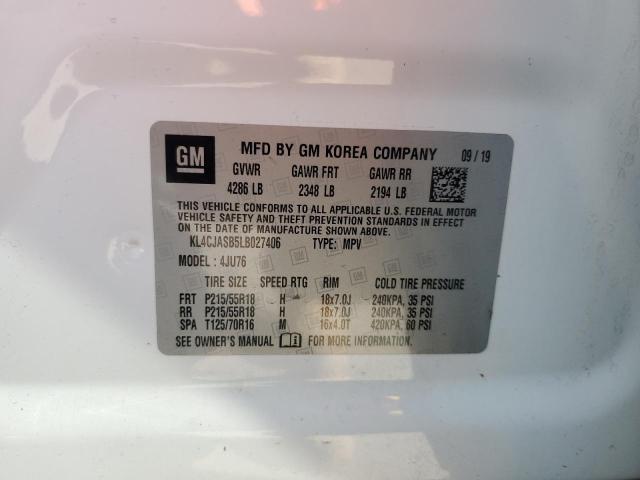 GM MFD BY GM KOREA COMPANY 09 / 19
GVWR GAWR FRT GAWR RR
4286 LB 2348 LB 2194 LB
THIS VEHICLE CONFORMS TO ALL APPLICABLE U.S. FEDERAL MOTOR
VEHICLE SAFETY AND THEFT PREVENTION STANDARDS IN EFFECT ON
THE DATE OF MANUFACTURE SHOWN ABOVE.
KL4CJASB5LB027406 TYPE: MPV
MODEL : 4JU76
TIRE SIZE SPEED RTG RIM COLD TIRE PRESSURE
FRT P215/55R18 H 18x7.0J 240KPA, 35 PSI
RR P215/55R18 H 18x7.0J 240KPA, 35 PSI
SPA T125/70R16 M 16x4.0T 420KPA, 60 PSI
SEE OWNER'S MANUAL FOR MORE INFORMATION.